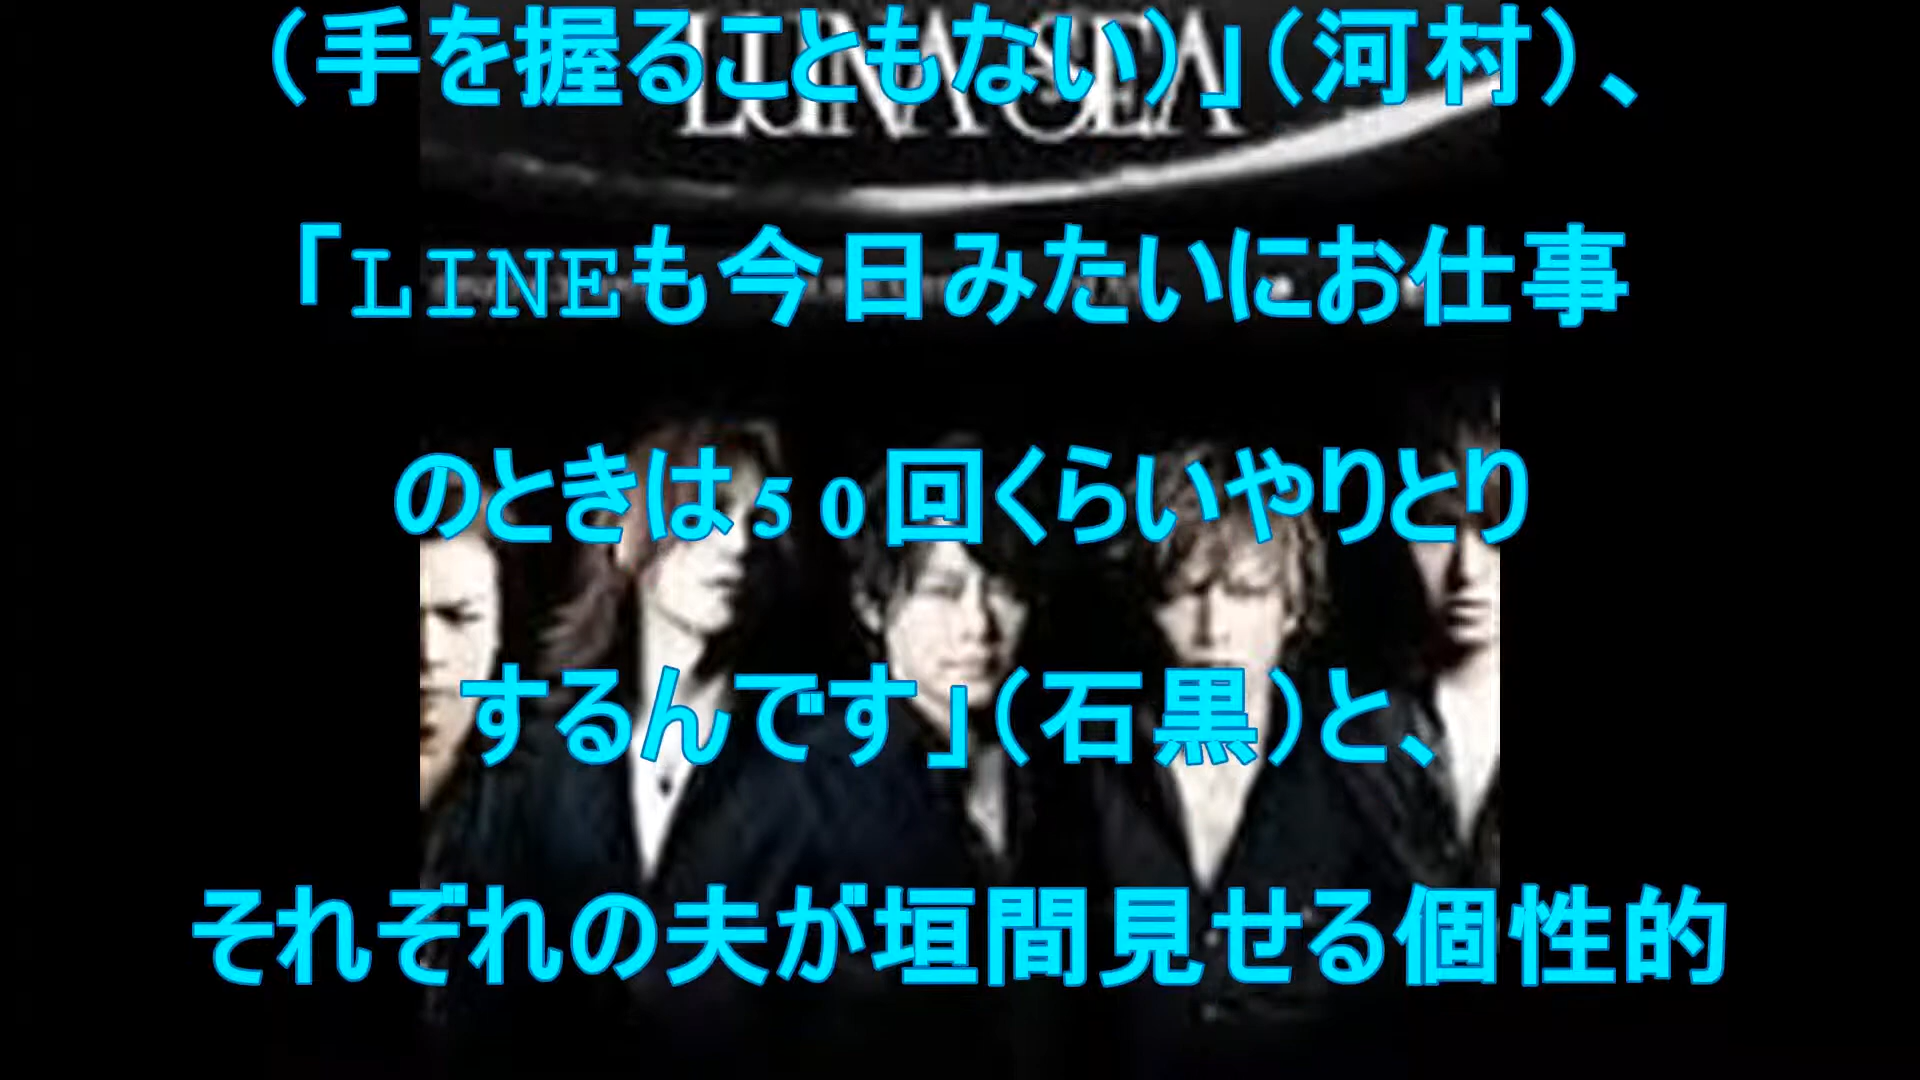 （手を握ることもない）」（河村）、
LUNA SEA
「LINEも今日みたいにお仕事
のときは50回くらいやりとり
するんです」（石黒）と、
それぞれの夫が垣間見せる個性的